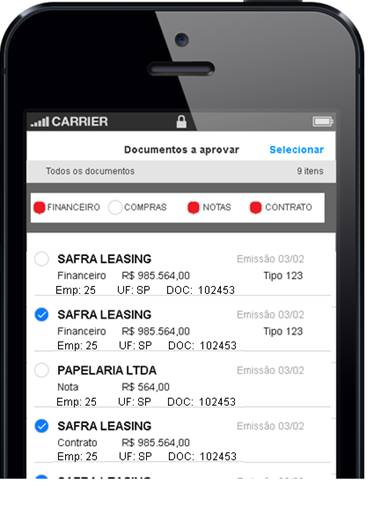 CARRIER
Documentos a aprovar Selecionar
Todos os documentos 9 itens
FINANCEIRO COMPRAS NOTAS CONTRATO
SAFRA LEASING Emissão 03/02
Financeiro R$ 985.564,00 Tipo 123
Emp: 25 UF: SP DOC: 102453
SAFRA LEASING Emissão 03/02
Financeiro R$ 985.564,00 Tipo 123
Emp: 25 UF: SP DOC: 102453
PAPELARIA LTDA Emissão 03/02
Nota R$ 564,00
Emp: 25 UF: SP DOC: 102453
SAFRA LEASING Emissão 03/02
Contrato R$ 985.564,00
Emp: 25 UF: SP DOC: 102453